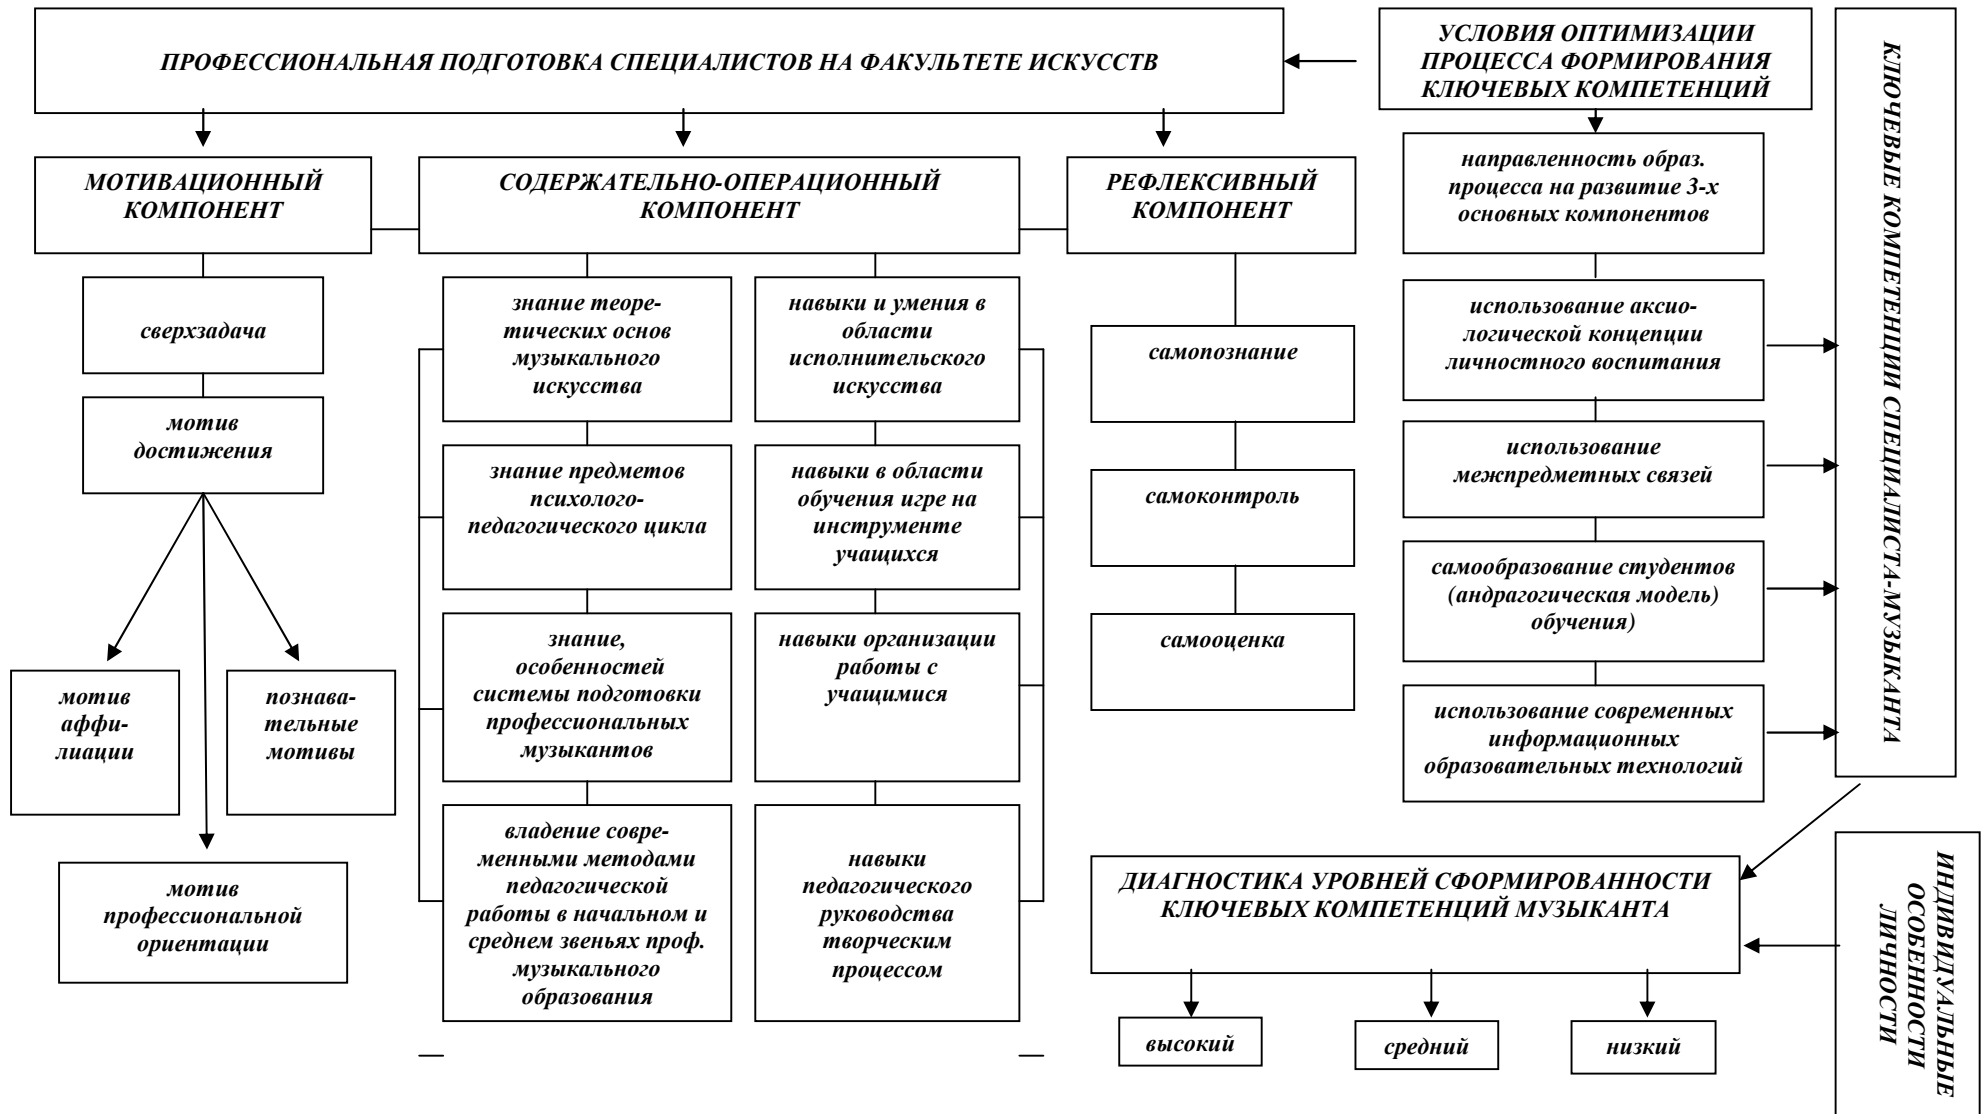 ПРОФЕССИОНАЛЬНАЯ ПОДГОТОВКА СПЕЦИАЛИСТОВ НА ФАКУЛЬТЕТЕ ИСКУССТВ
УСЛОВИЯ ОПТИМИЗАЦИИ
ПРОЦЕССА ФОРМИРОВАНИЯ
КЛЮЧЕВЫХ КОМПЕТЕНЦИЙ
МОТИВАЦИОННЫЙ
КОМПОНЕНТ
СОДЕРЖАТЕЛЬНО-ОПЕРАЦИОННЫЙ
КОМПОНЕНТ
РЕФЛЕКСИВНЫЙ
КОМПОНЕНТ
сверхзадача
мотив
достижения
мотив
аффи-
лиации
познава-
тельные
мотивы
мотив
профессиональной
ориентации
знание теоре-
тических основ
музыкального
искусства
знание предметов
психолого-
педагогического цикла
знание,
особенностей
системы подготовки
профессиональных
музыкантов
владение совре-
менными методами
педагогической
работы в начальном и
среднем звеньях проф.
музыкального
образования
навыки и умения в
области
исполнительского
искусства
навыки в области
обучения игре на
инструменте
учащихся
навыки организации
работы с
учащимися
навыки
педагогического
руководства
творческим
процессом
самопознание
самоконтроль
самооценка
направленность образ.
процесса на развитие 3-х
основных компонентов
использование аксио-
логической концепции
личностного воспитания
использование
межпредметных связей
самообразование студентов
(андрагогическая модель)
обучения)
использование современных
информационных
образовательных технологий
КЛЮЧЕВЫЕ КОМПЕТЕНЦИИ СПЕЦИАЛИСТА-МУЗЫКАНТА
ДИАГНОСТИКА УРОВНЕЙ СФОРМИРОВАННОСТИ
КЛЮЧЕВЫХ КОМПЕТЕНЦИЙ МУЗЫКАНТА
высокий
средний
низкий
ИНДИВИДУАЛЬНЫЕ
ОСОБЕННОСТИ
ЛИЧНОСТИ